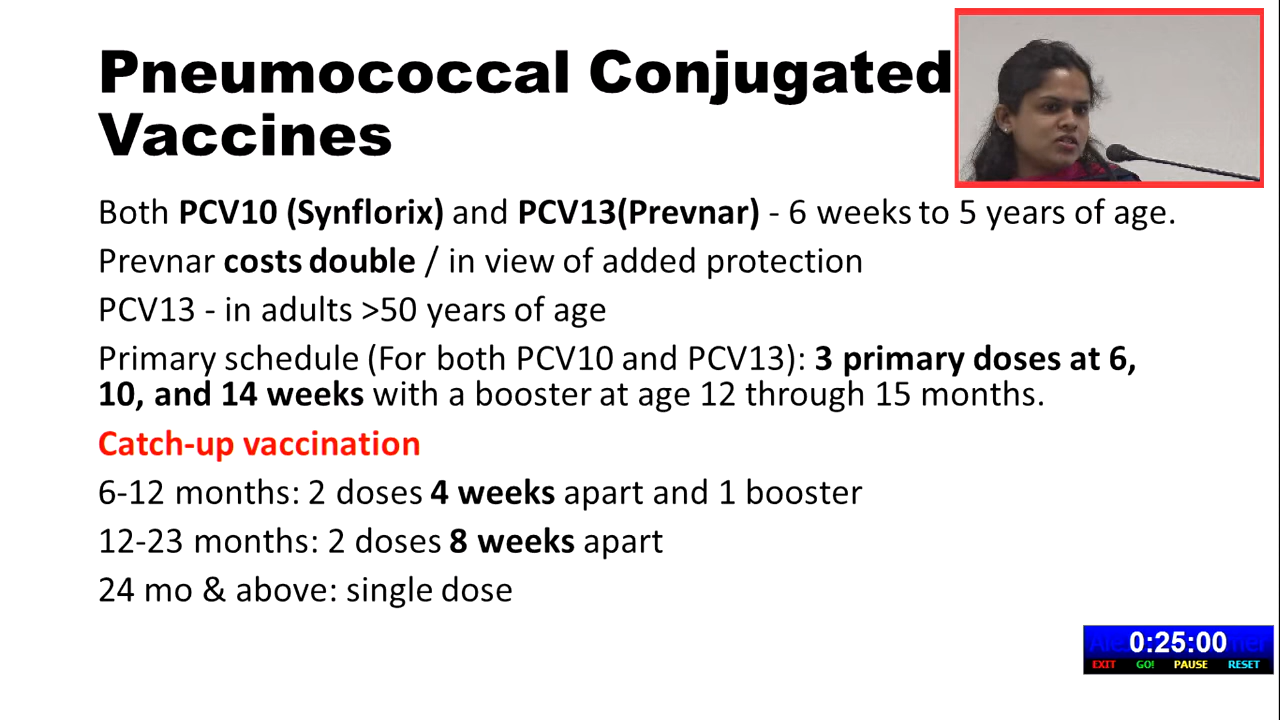 Pneumococcal Conjugated
Vaccines
Both PCV10 (Synflorix) and PCV13(Prevnar) - 6 weeks to 5 years of age.
Prevnar costs double / in view of added protection
PCV13 - in adults >50 years of age
Primary schedule (For both PCV10 and PCV13): 3 primary doses at 6,
10, and 14 weeks with a booster at age 12 through 15 months.
Catch-up vaccination
6-12 months: 2 doses 4 weeks apart and 1 booster
12-23 months: 2 doses 8 weeks apart
24 mo & above: single dose
0:25:00
EXIT GO! PAUSE RESET